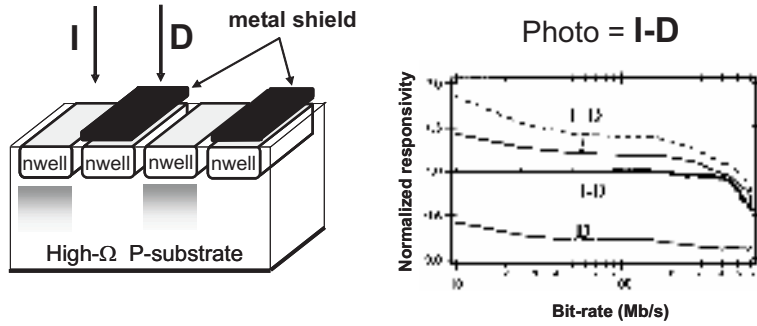 metal shield
I
D
nwell
nwell
nwell
nwell
High-Ω P-substrate
Photo = I-D
Normalized responsivity
I-D
D
Bit-rate (Mb/s)